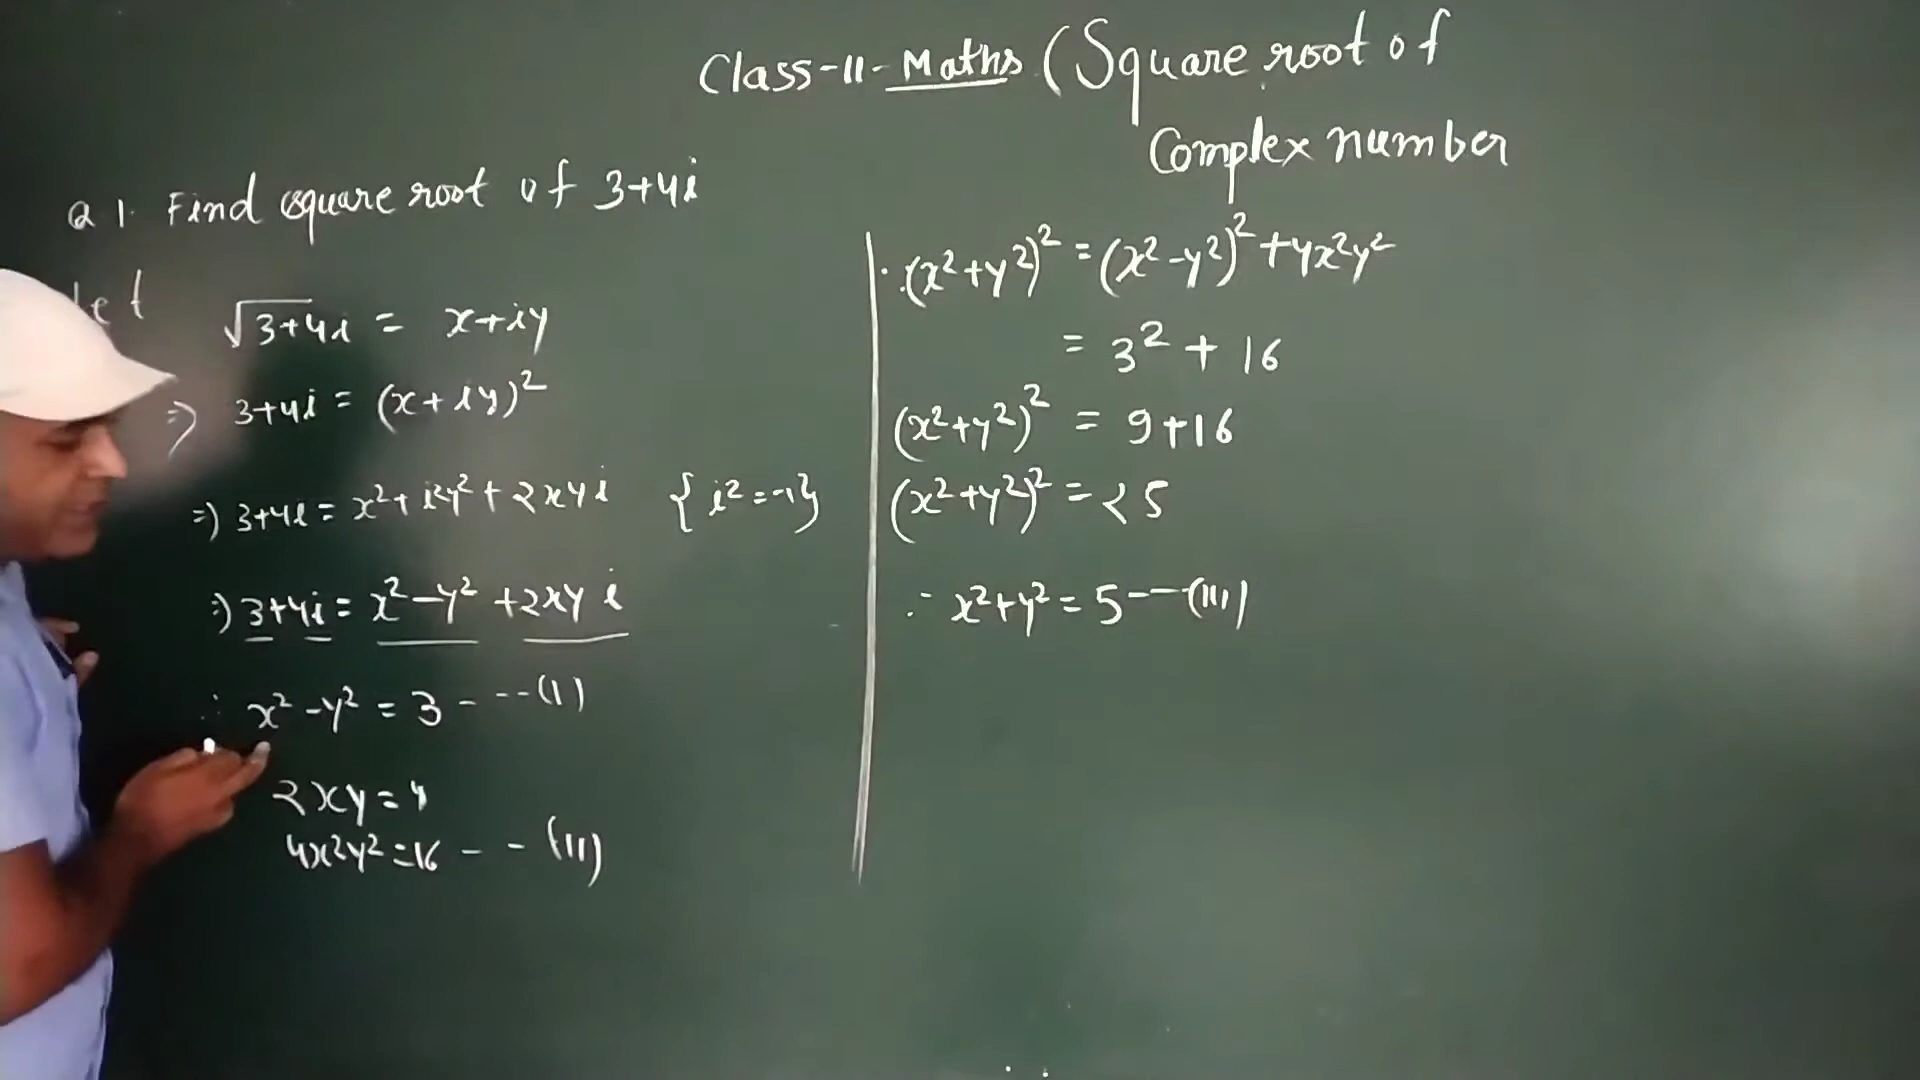 Class-11-Maths (Square root of
Complex number
Q 1. Find square root of 3+4i
Let
√3+4i = x+iy
⇒ 3+4i = (x+iy)²
⇒ 3+4i = x²+i²y²+2xyi {i²=-1}
⇒ 3+4i = x²-y²+2xy i
∴ x²-y² = 3 - - - (I)
2xy=4
4x²y²=16 - - (II)
∴ (x²+y²)² = (x²-y²)²+4x²y²
= 3² + 16
(x²+y²)² = 9+16
(x²+y²)² = 25
∴ x²+y² = 5 - - - (III)